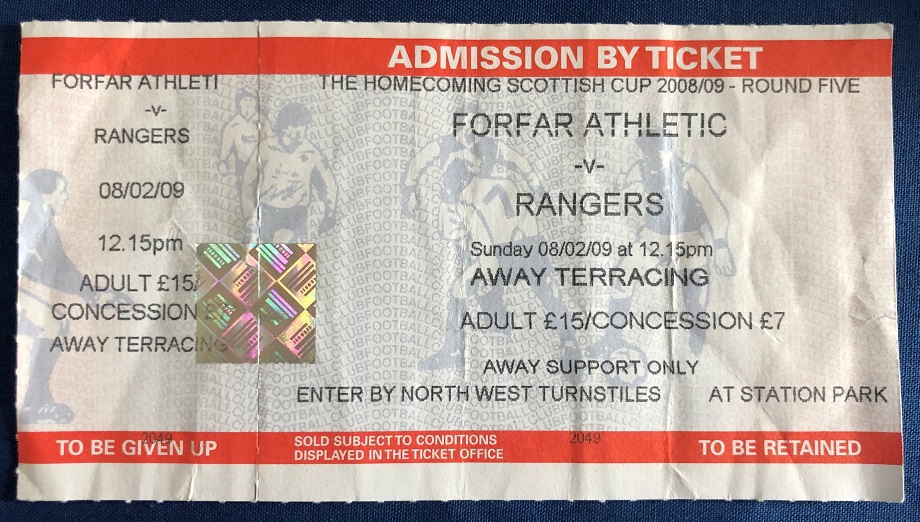 ADMISSION BY TICKET
FORFAR ATHLETI
-v-
RANGERS
08/02/09
12.15pm
ADULT £15/
CONCESSION
AWAY TERRACING
TO BE GIVEN UP
2049
THE HOMECOMING SCOTTISH CUP 2008/09 - ROUND FIVE
FORFAR ATHLETIC
-v-
RANGERS
Sunday 08/02/09 at 12.15pm
AWAY TERRACING
ADULT £15/CONCESSION £7
AWAY SUPPORT ONLY
ENTER BY NORTH WEST TURNSTILES AT STATION PARK
SOLD SUBJECT TO CONDITIONS
DISPLAYED IN THE TICKET OFFICE
2049
TO BE RETAINED